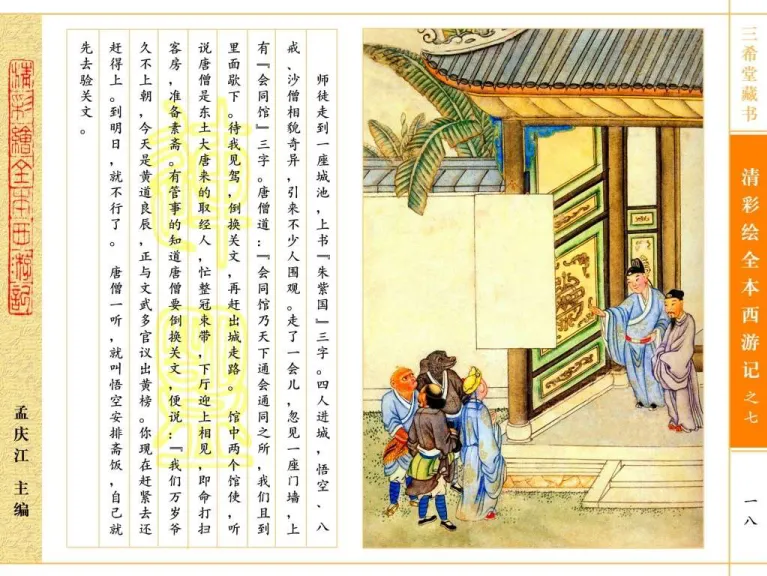 三希堂藏书
清彩绘全本西游记之七
一八
师徒走到一座城池，上书『朱紫国』三字。四人进城，悟空、八
戒、沙僧相貌奇异，引来不少人围观。走了一会儿，忽见一座门墙，上
有『会同馆』三字。唐僧道：『会同馆乃天下通会通同之所，我们且到
里面歇下。待我见驾，倒换关文，再赶出城走路。 馆中两个馆使，听
说唐僧是东土大唐来的取经人，忙整冠束带，下厅迎上相见，即命打扫
客房，准备素斋。有管事的知道唐僧要倒换关文，便说：『我们万岁爷
久不上朝，今天是黄道良辰，正与文武多官议出黄榜。你现在赶紧去还
赶得上。到明日，就不行了。 唐僧一听，就叫悟空安排斋饭，自己就
先去验关文。
精彩绘全本西游记
孟庆江 主编